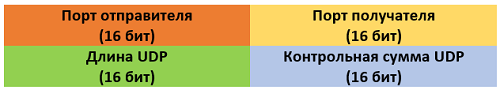 Порт отправителя
(16 бит)
Порт получателя
(16 бит)
Длина UDP
(16 бит)
Контрольная сумма UDP
(16 бит)